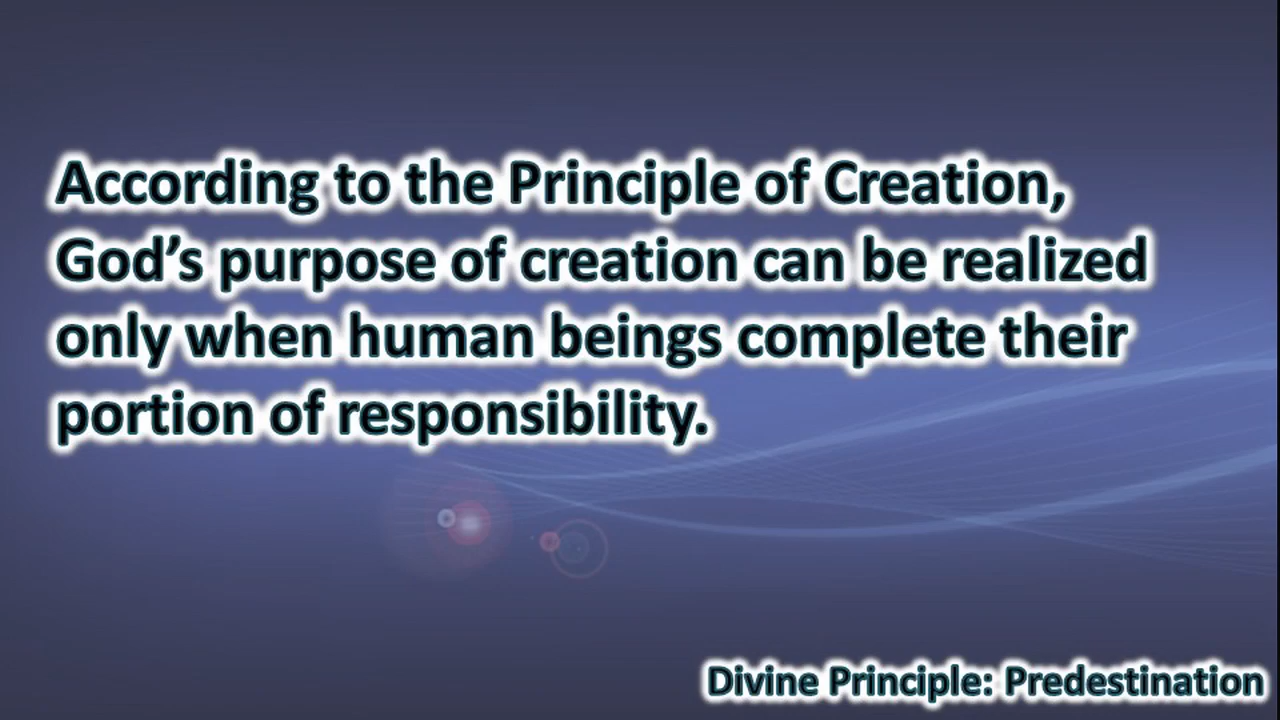 According to the Principle of Creation,
God’s purpose of creation can be realized
only when human beings complete their
portion of responsibility.
Divine Principle: Predestination